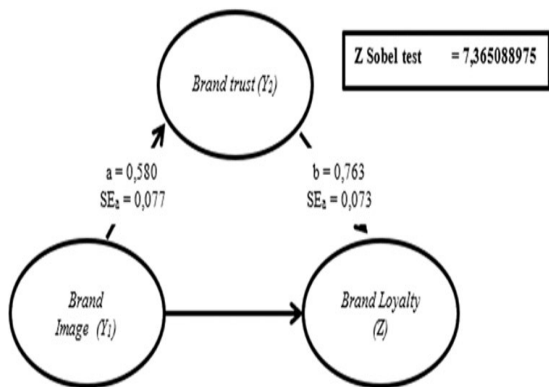 Z Sobel test = 7,365088975
Brand trust (Y₂)
a = 0,580
SEₐ = 0,077
b = 0,763
SEₐ = 0,073
Brand
Image (Y₁)
Brand Loyalty
(Z)